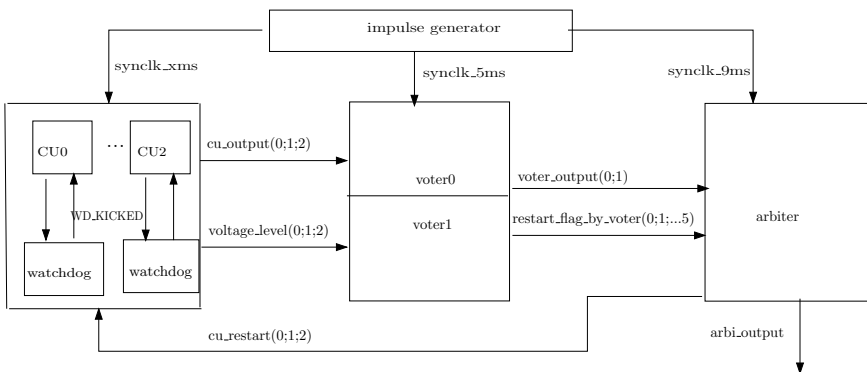 impulse generator
synclk_xms
synclk_5ms
synclk_9ms
CU0
...
CU2
cu_output(0;1;2)
voter0
voter_output(0;1)
WD_KICKED
voltage_level(0;1;2)
voter1
restart_flag_by_voter(0;1;...5)
arbiter
watchdog
watchdog
cu_restart(0;1;2)
arbi_output